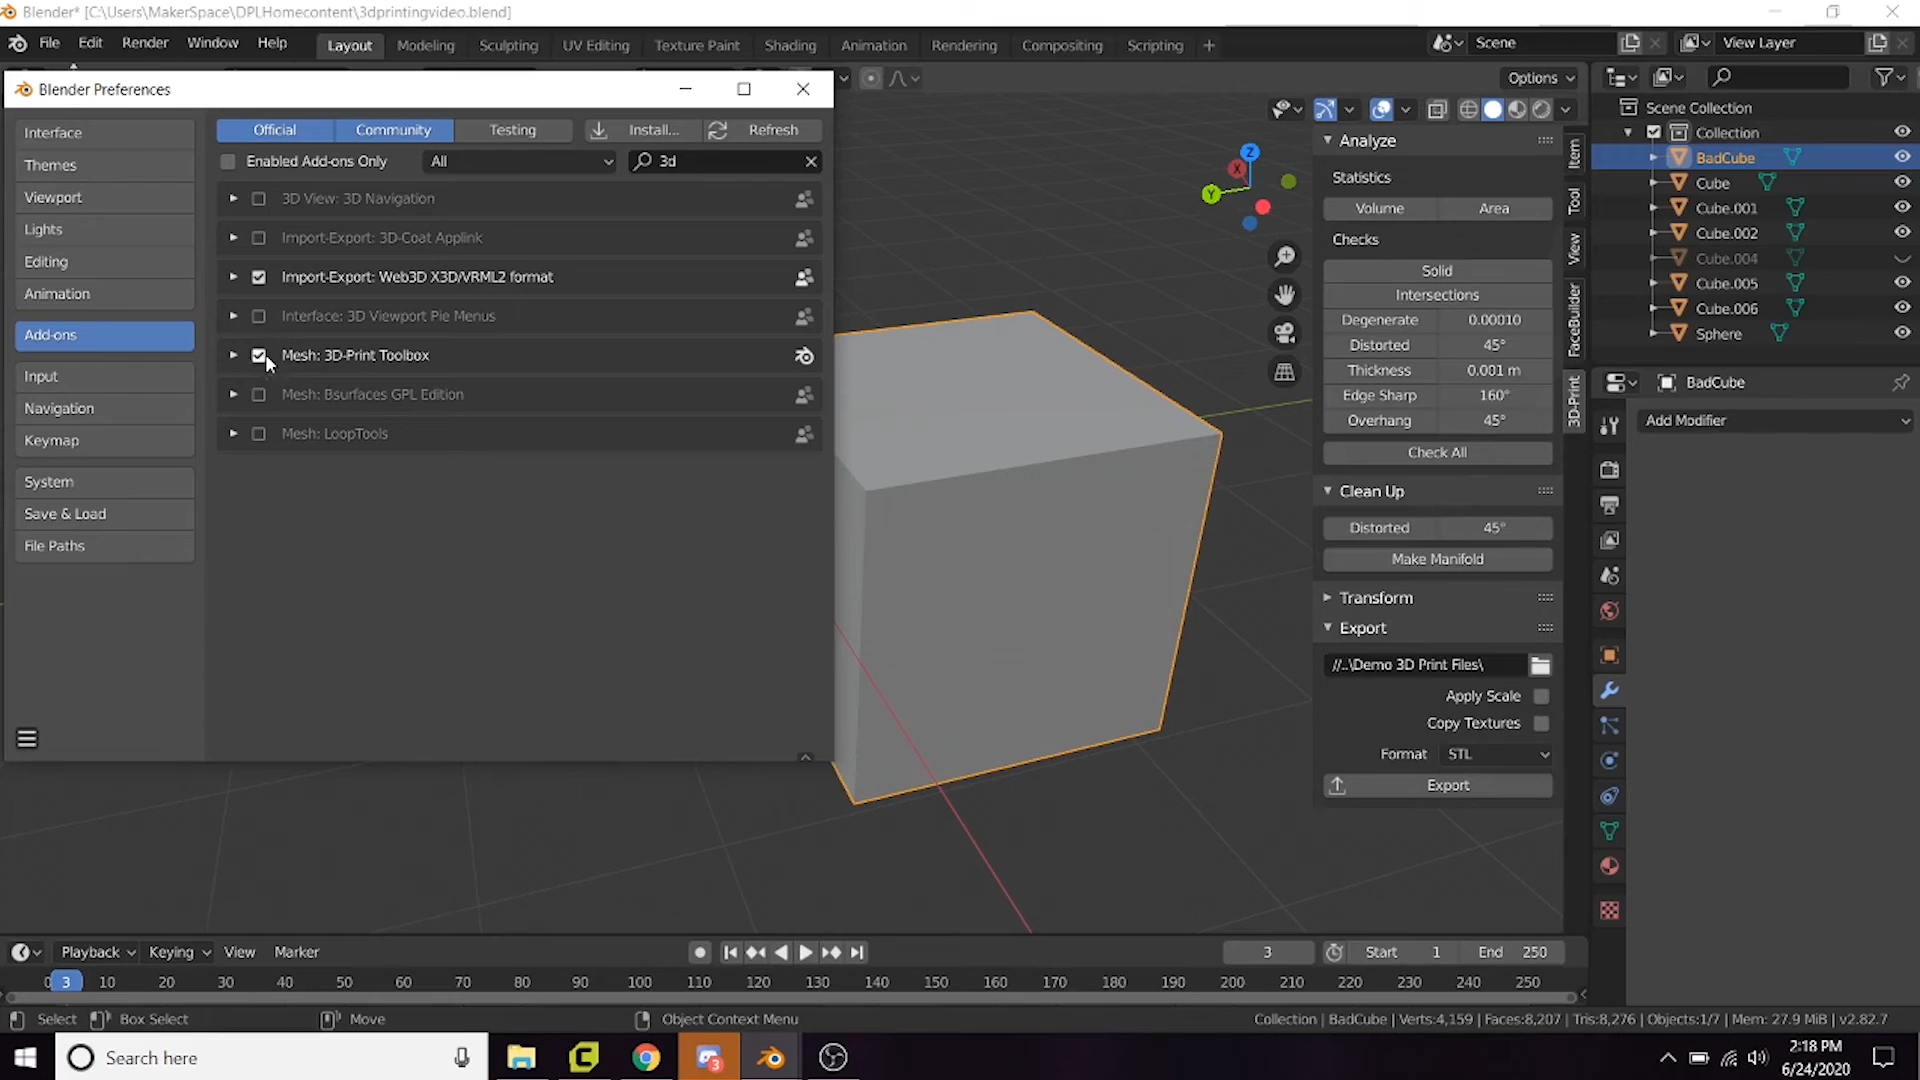 Blender* [C:\Users\MakerSpace\DPLHomecontent\3dprintingvideo.blend]
File Edit Render Window Help Layout Modeling Sculpting UV Editing Texture Paint Shading Animation Rendering Compositing Scripting + Scene View Layer
Blender Preferences
Options
Interface
Themes
Viewport
Lights
Editing
Animation
Add-ons
Input
Navigation
Keymap
System
Save & Load
File Paths
Official Community Testing Install... Refresh
Enabled Add-ons Only All 3d
3D View: 3D Navigation
Import-Export: 3D-Coat Applink
Import-Export: Web3D X3D/VRML2 format
Interface: 3D Viewport Pie Menus
Mesh: 3D-Print Toolbox
Mesh: Bsurfaces GPL Edition
Mesh: LoopTools
Z
X
Y
Analyze
Statistics
Volume Area
Checks
Solid
Intersections
Degenerate 0.00010
Distorted 45°
Thickness 0.001 m
Edge Sharp 160°
Overhang 45°
Check All
Clean Up
Distorted 45°
Make Manifold
Transform
Export
//..\Demo 3D Print Files\
Apply Scale
Copy Textures
Format STL
Export
Item
Tool
View
FaceBuilder
3D-Print
Scene Collection
Collection
BadCube
Cube
Cube.001
Cube.002
Cube.004
Cube.005
Cube.006
Sphere
BadCube
Add Modifier
Playback Keying View Marker 3 Start 1 End 250
0 3 10 20 30 40 50 60 70 80 90 100 110 120 130 140 150 160 170 180 190 200 210 220 230 240 250
Select Box Select Move Object Context Menu Collection | BadCube | Verts:4,159 | Faces:8,207 | Tris:8,276 | Objects:1/7 | Mem: 27.9 MiB | v2.82.7
Search here
3
2:18 PM
6/24/2020